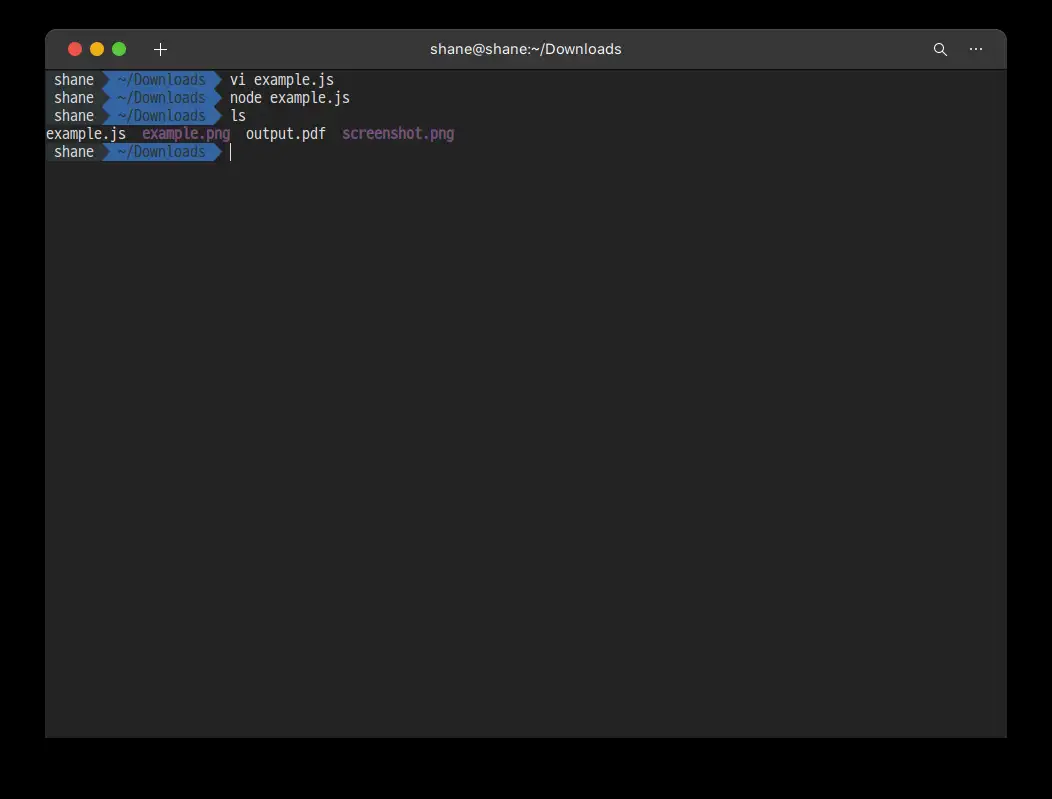 shane@shane:~/Downloads
shane ~/Downloads vi example.js
shane ~/Downloads node example.js
shane ~/Downloads ls
example.js example.png output.pdf screenshot.png
shane ~/Downloads